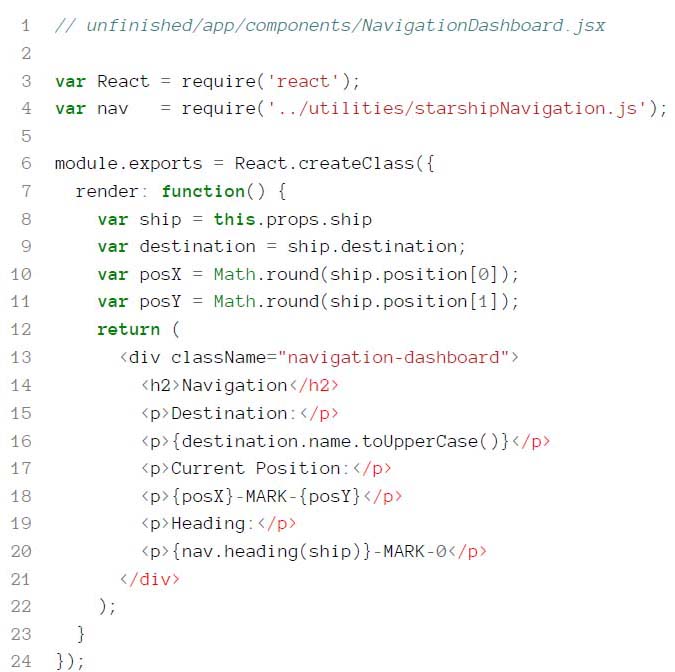 1 // unfinished/app/components/NavigationDashboard.jsx
2
3 var React = require('react');
4 var nav   = require('../utilities/starshipNavigation.js');
5
6 module.exports = React.createClass({
7   render: function() {
8     var ship = this.props.ship
9     var destination = ship.destination;
10     var posX = Math.round(ship.position[0]);
11     var posY = Math.round(ship.position[1]);
12     return (
13       <div className="navigation-dashboard">
14         <h2>Navigation</h2>
15         <p>Destination:</p>
16         <p>{destination.name.toUpperCase()}</p>
17         <p>Current Position:</p>
18         <p>{posX}-MARK-{posY}</p>
19         <p>Heading:</p>
20         <p>{nav.heading(ship)}-MARK-0</p>
21       </div>
22     );
23   }
24 });